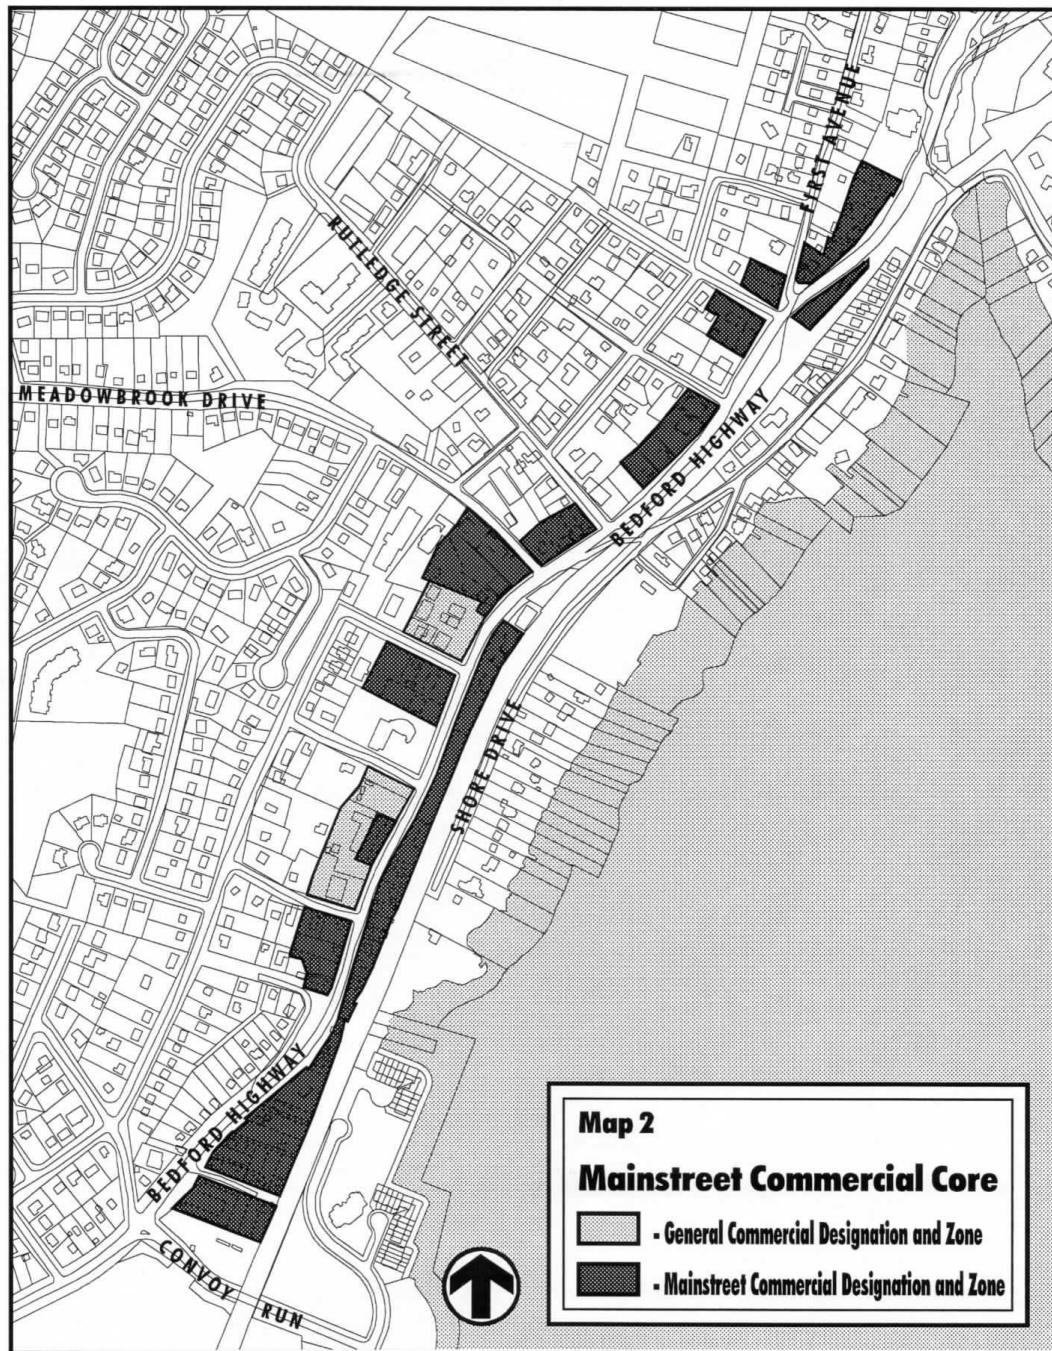 FIRST AVENUE
RUTLEDGE STREET
MEADOWBROOK DRIVE
BEDFORD HIGHWAY
SHORE DRIVE
BEDFORD HIGHWAY
CONVOY RUN
Map 2
Mainstreet Commercial Core
- General Commercial Designation and Zone
- Mainstreet Commercial Designation and Zone